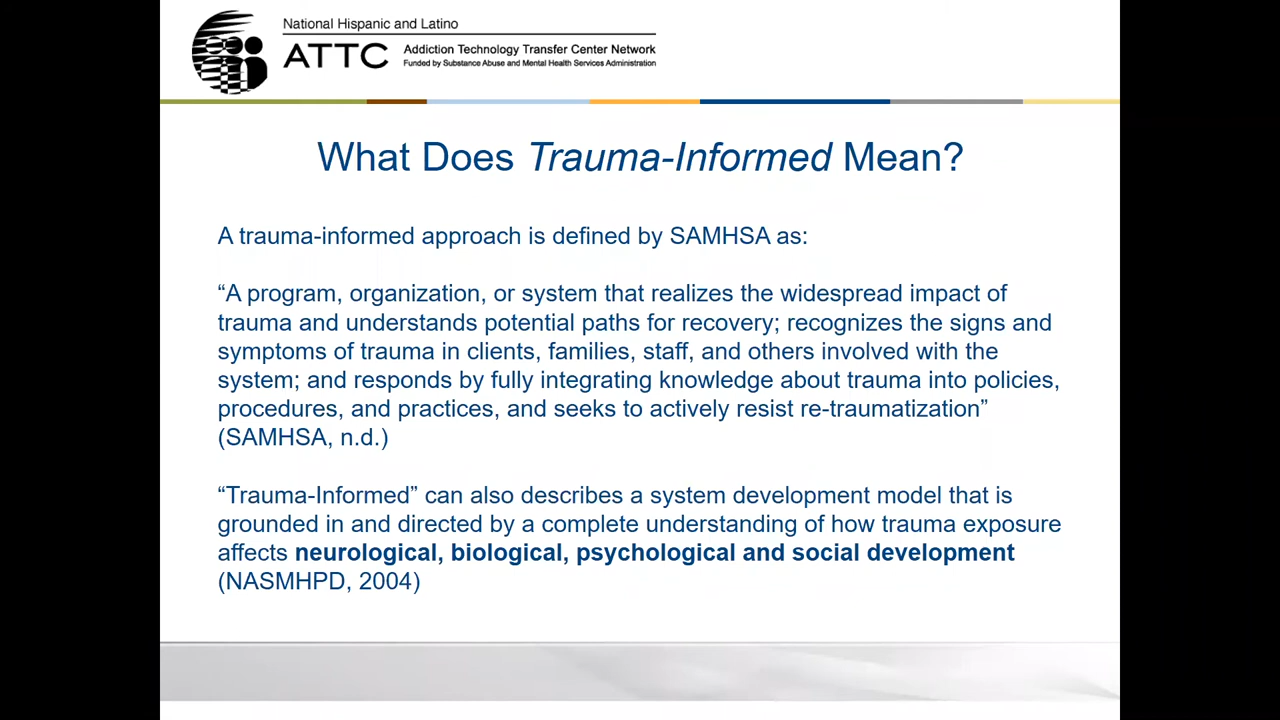 National Hispanic and Latino
ATTC
Addiction Technology Transfer Center Network
Funded by Substance Abuse and Mental Health Services Administration
What Does Trauma-Informed Mean?
A trauma-informed approach is defined by SAMHSA as:
“A program, organization, or system that realizes the widespread impact of
trauma and understands potential paths for recovery; recognizes the signs and
symptoms of trauma in clients, families, staff, and others involved with the
system; and responds by fully integrating knowledge about trauma into policies,
procedures, and practices, and seeks to actively resist re-traumatization”
(SAMHSA, n.d.)
“Trauma-Informed” can also describes a system development model that is
grounded in and directed by a complete understanding of how trauma exposure
affects neurological, biological, psychological and social development
(NASMHPD, 2004)